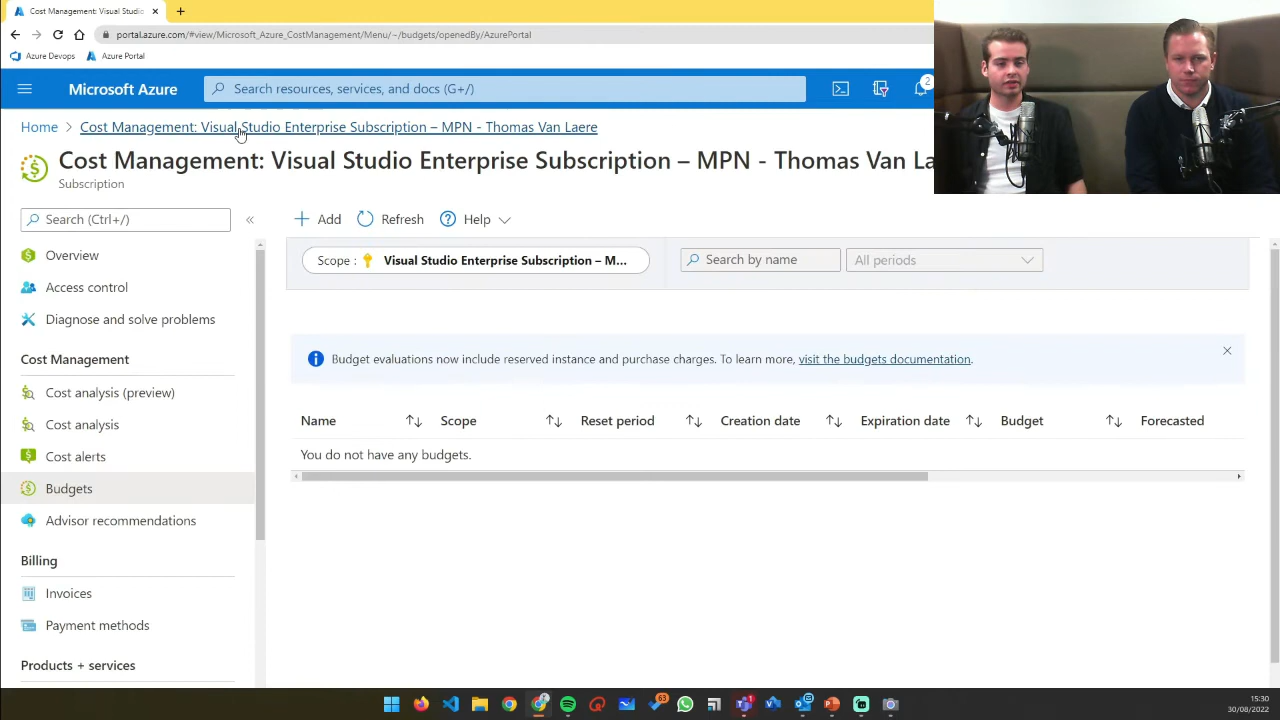 Cost Management: Visual Studio
portal.azure.com/#view/Microsoft_Azure_CostManagement/Menu/~/budgets/openedBy/AzurePortal
Azure Devops
Azure Portal
Microsoft Azure
Search resources, services, and docs (G+/)
2
Home > Cost Management: Visual Studio Enterprise Subscription – MPN - Thomas Van Laere
Cost Management: Visual Studio Enterprise Subscription – MPN - Thomas Van La
Subscription
Search (Ctrl+/)
«
Add
Refresh
Help
Overview
Access control
Diagnose and solve problems
Cost Management
Cost analysis (preview)
Cost analysis
Cost alerts
Budgets
Advisor recommendations
Billing
Invoices
Payment methods
Products + services
Scope : Visual Studio Enterprise Subscription – M...
Search by name
All periods
Budget evaluations now include reserved instance and purchase charges. To learn more, visit the budgets documentation.
Name
Scope
Reset period
Creation date
Expiration date
Budget
Forecasted
You do not have any budgets.
63
15:30
30/08/2022